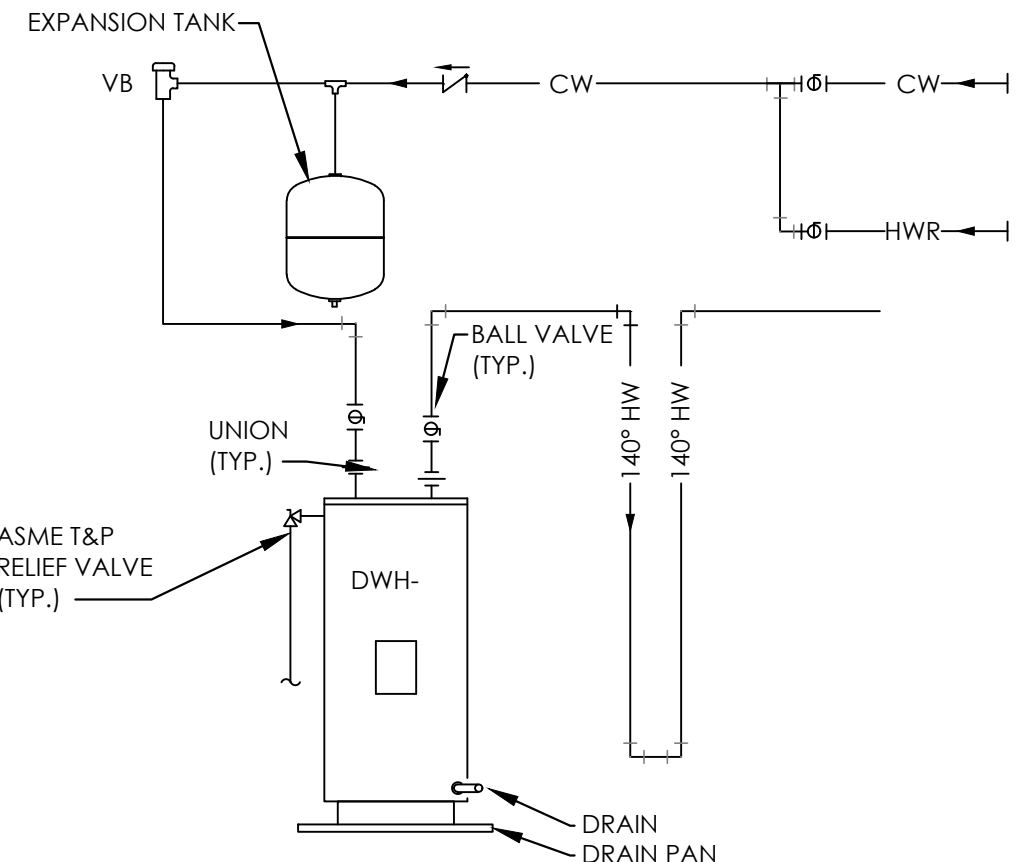 EXPANSION TANK
VB
CW
CW
HWR
BALL VALVE
(TYP.)
140° HW
140° HW
UNION
(TYP.)
ASME T&P
RELIEF VALVE
(TYP.)
DWH-
DRAIN
DRAIN PAN